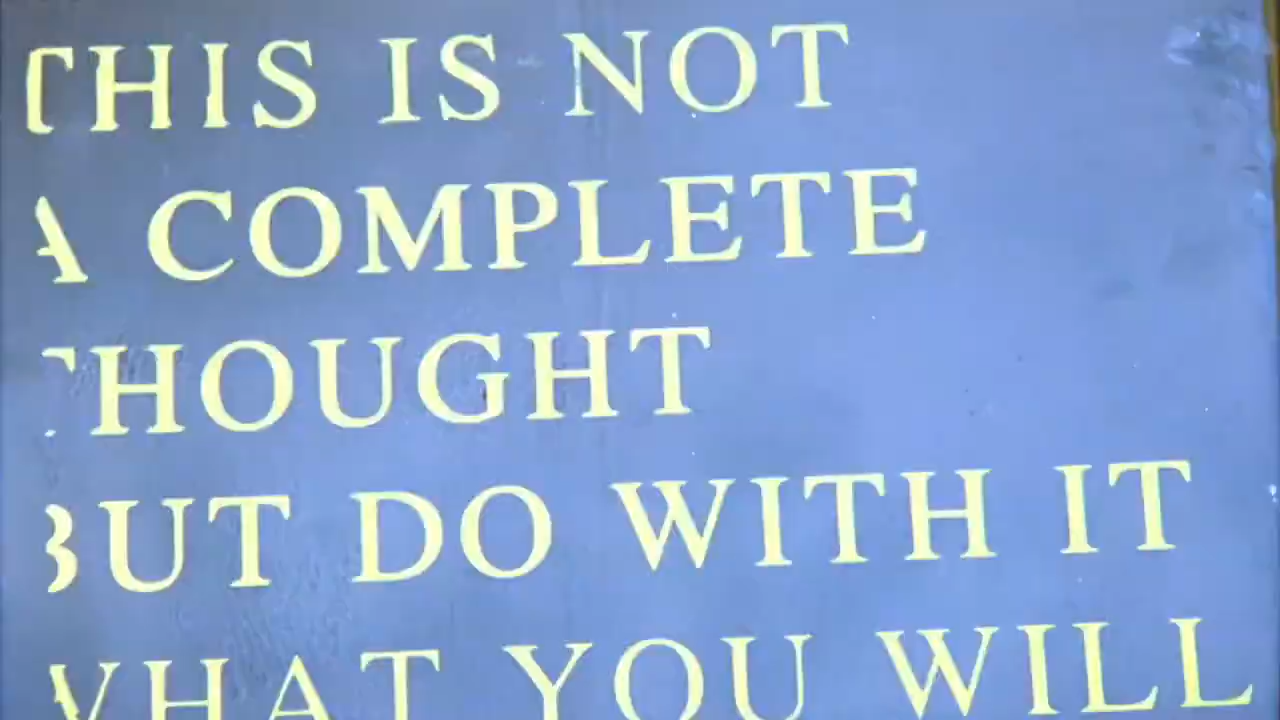 THIS IS NOT
A COMPLETE
THOUGHT
BUT DO WITH IT
WHAT YOU WILL